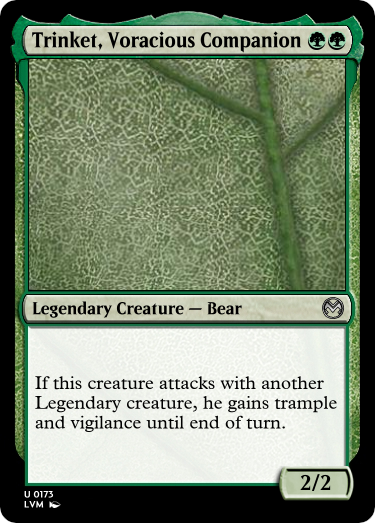 Trinket, Voracious Companion
Legendary Creature — Bear
If this creature attacks with another
Legendary creature, he gains trample
and vigilance until end of turn.
2/2
U 0173
LVM